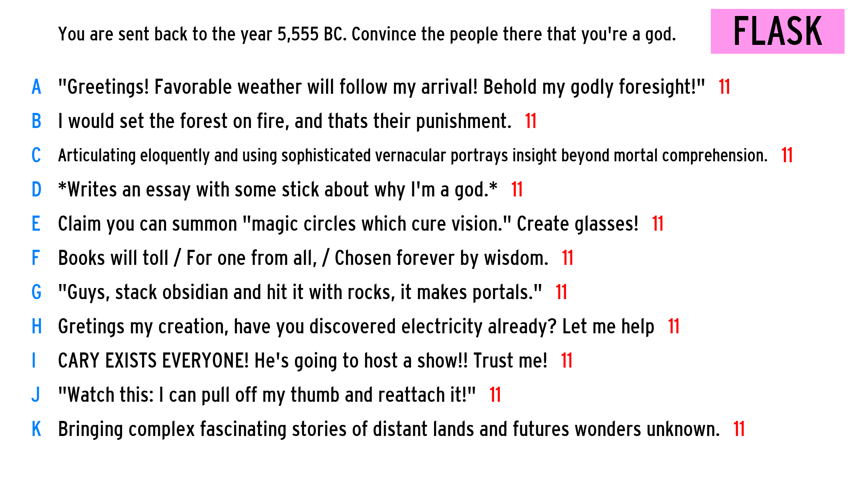 You are sent back to the year 5,555 BC. Convince the people there that you're a god.
FLASK
A "Greetings! Favorable weather will follow my arrival! Behold my godly foresight!" 11
B I would set the forest on fire, and thats their punishment. 11
C Articulating eloquently and using sophisticated vernacular portrays insight beyond mortal comprehension. 11
D *Writes an essay with some stick about why I'm a god.* 11
E Claim you can summon "magic circles which cure vision." Create glasses! 11
F Books will toll / For one from all, / Chosen forever by wisdom. 11
G "Guys, stack obsidian and hit it with rocks, it makes portals." 11
H Gretings my creation, have you discovered electricity already? Let me help 11
I CARY EXISTS EVERYONE! He's going to host a show!! Trust me! 11
J "Watch this: I can pull off my thumb and reattach it!" 11
K Bringing complex fascinating stories of distant lands and futures wonders unknown. 11